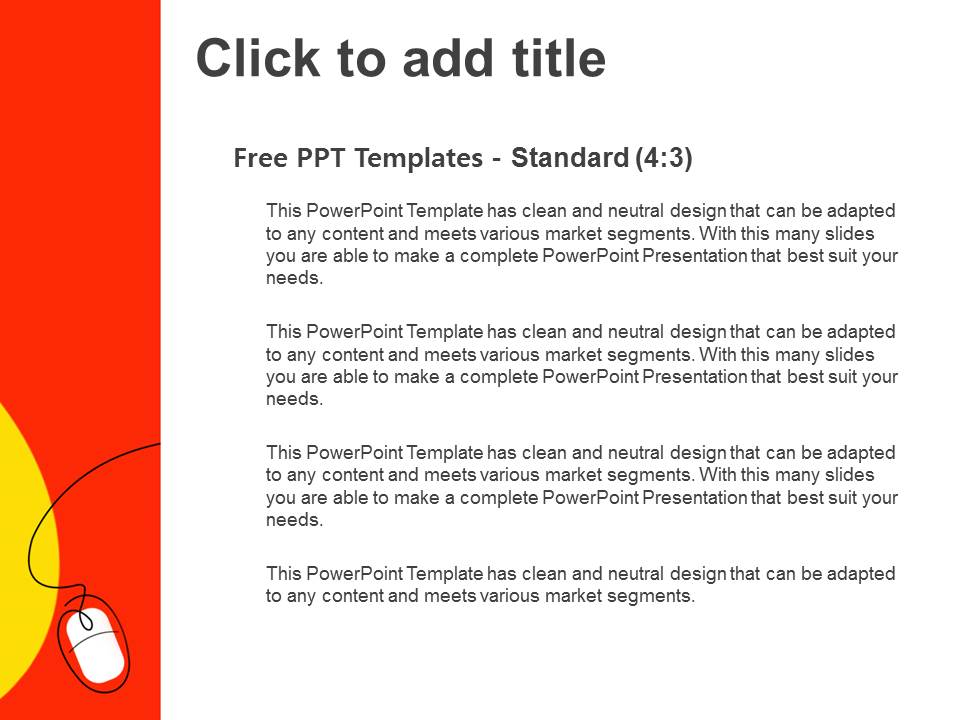 Click to add title
Free PPT Templates - Standard (4:3)
This PowerPoint Template has clean and neutral design that can be adapted
to any content and meets various market segments. With this many slides
you are able to make a complete PowerPoint Presentation that best suit your
needs.
This PowerPoint Template has clean and neutral design that can be adapted
to any content and meets various market segments. With this many slides
you are able to make a complete PowerPoint Presentation that best suit your
needs.
This PowerPoint Template has clean and neutral design that can be adapted
to any content and meets various market segments. With this many slides
you are able to make a complete PowerPoint Presentation that best suit your
needs.
This PowerPoint Template has clean and neutral design that can be adapted
to any content and meets various market segments.